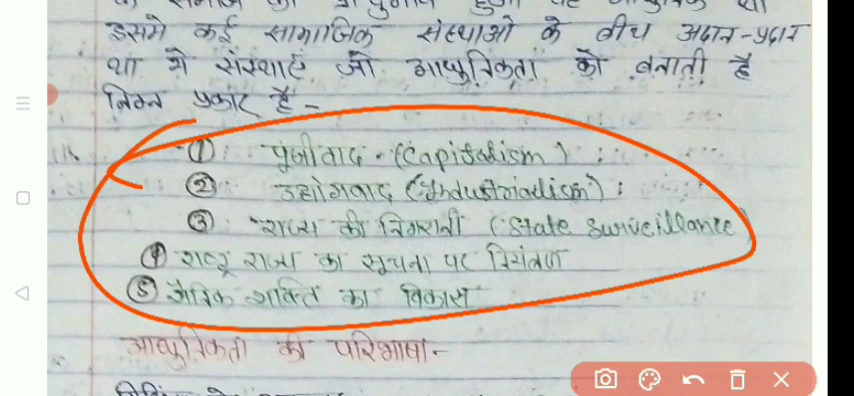 इसमे कई सामाजिक संस्थाओ के बीच अदान-प्रदान
था ये संस्थाएं जो आधुनिकता को बनाती है
निम्न प्रकार है -
① पूंजीवाद - (Capitalism)
② उद्योगवाद (Industrialism)
③ राज्य की निगरानी (State Surveillance)
④ राष्ट्र राज्य का सूचना पर नियंत्रण
⑤ सैनिक शक्ति का विकास
आधुनिकता की परिभाषा -